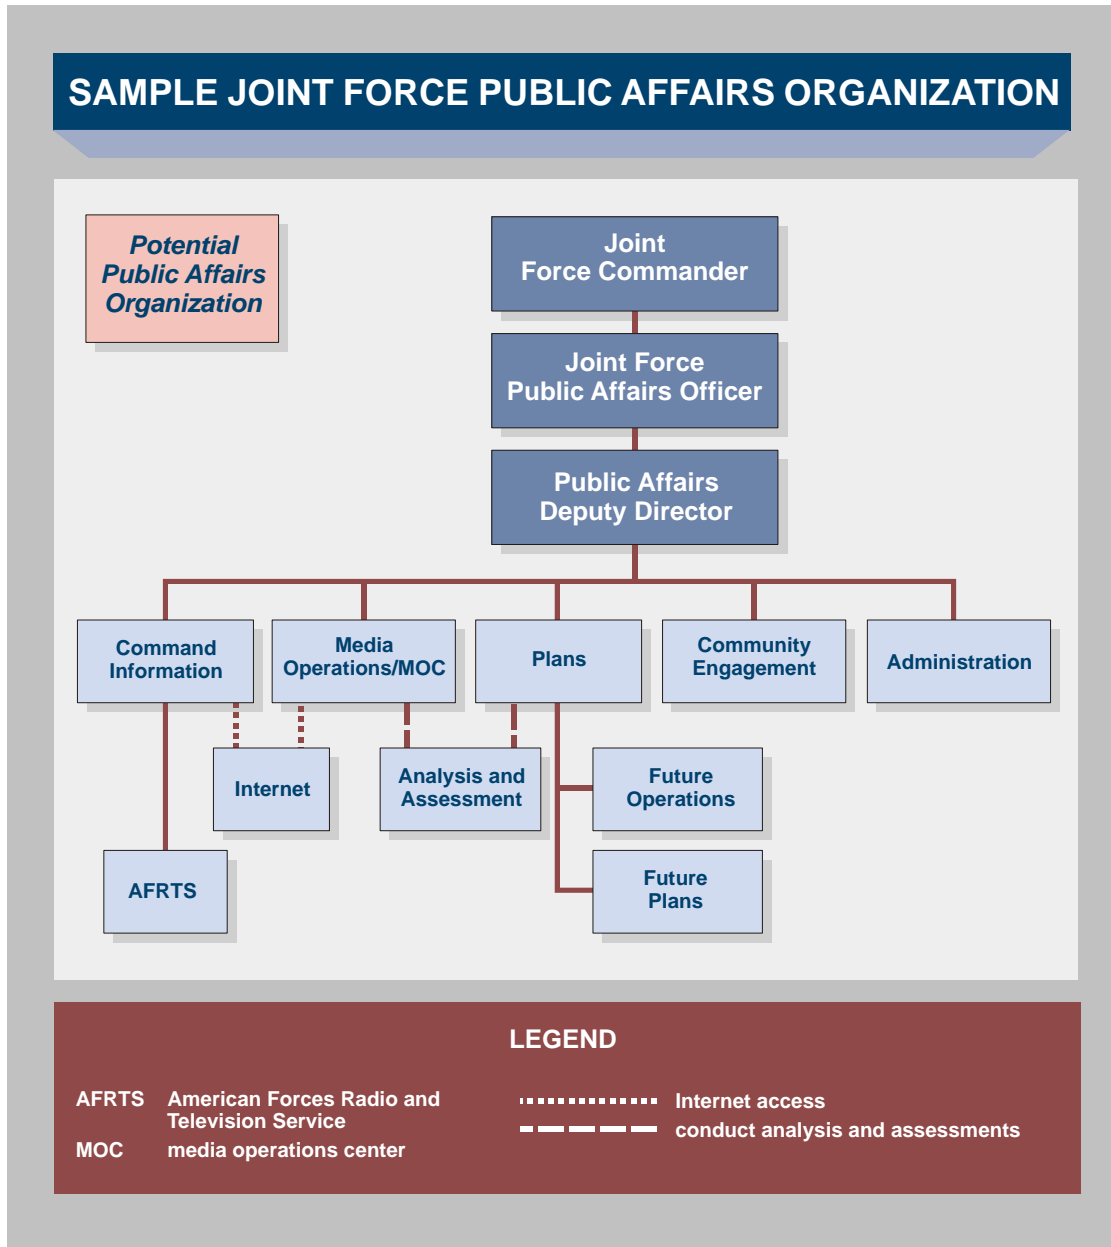 SAMPLE JOINT FORCE PUBLIC AFFAIRS ORGANIZATION
Potential
Public Affairs
Organization
Joint
Force Commander
Joint Force
Public Affairs Officer
Public Affairs
Deputy Director
Command
Information
Media
Operations/MOC
Plans
Community
Engagement
Administration
Internet
Analysis and
Assessment
Future
Operations
AFRTS
Future
Plans
LEGEND
AFRTS American Forces Radio and
Television Service
MOC media operations center
Internet access
conduct analysis and assessments